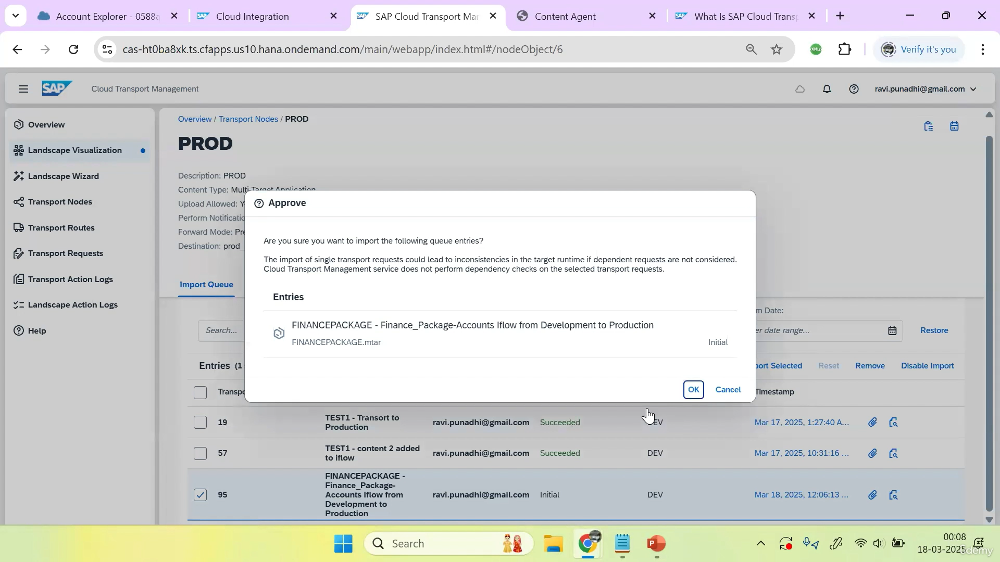 Account Explorer - 0588a
Cloud Integration
SAP Cloud Transport Mar
Content Agent
What Is SAP Cloud Transp
cas-ht0ba8xk.ts.cfapps.us10.hana.ondemand.com/main/webapp/index.html#/nodeObject/6
XML
Verify it's you
SAP
Cloud Transport Management
ravi.punadhi@gmail.com
Overview
Landscape Visualization
Landscape Wizard
Transport Nodes
Transport Routes
Transport Requests
Transport Action Logs
Landscape Action Logs
Help
Overview / Transport Nodes / PROD
PROD
Description: PROD
Content Type: Multi-Target Application
Upload Allowed: Y
Perform Notificatio
Forward Mode: Pre
Destination: prod_
Import Queue
Approve
Are you sure you want to import the following queue entries?
The import of single transport requests could lead to inconsistencies in the target runtime if dependent requests are not considered.
Cloud Transport Management service does not perform dependency checks on the selected transport requests.
Entries
FINANCEPACKAGE - Finance_Package-Accounts Iflow from Development to Production
FINANCEPACKAGE.mtar
Initial
OK
Cancel
m Date:
Search...
er date range...
Restore
Entries (1
port Selected
Reset
Remove
Disable Import
Transpo
Timestamp
19
TEST1 - Transort to
Production
ravi.punadhi@gmail.com
Succeeded
DEV
Mar 17, 2025, 1:27:40 A...
57
TEST1 - content 2 added
to iflow
ravi.punadhi@gmail.com
Succeeded
DEV
Mar 17, 2025, 10:31:16 ...
95
FINANCEPACKAGE -
Finance_Package-
Accounts Iflow from
Development to
Production
ravi.punadhi@gmail.com
Initial
DEV
Mar 18, 2025, 12:06:13 ...
Search
00:08
18-03-2025
ûdemy